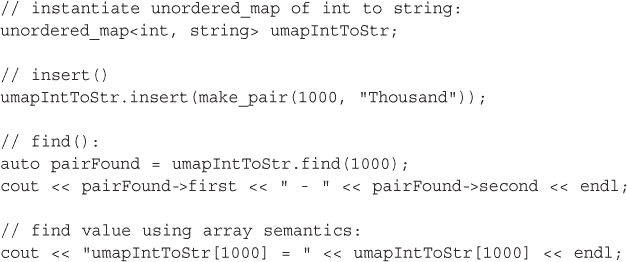 // instantiate unordered_map of int to string:
unordered_map<int, string> umapIntToStr;
// insert()
umapIntToStr.insert(make_pair(1000, "Thousand"));
// find():
auto pairFound = umapIntToStr.find(1000);
cout << pairFound->first << " - " << pairFound->second << endl;
// find value using array semantics:
cout << "umapIntToStr[1000] = " << umapIntToStr[1000] << endl;